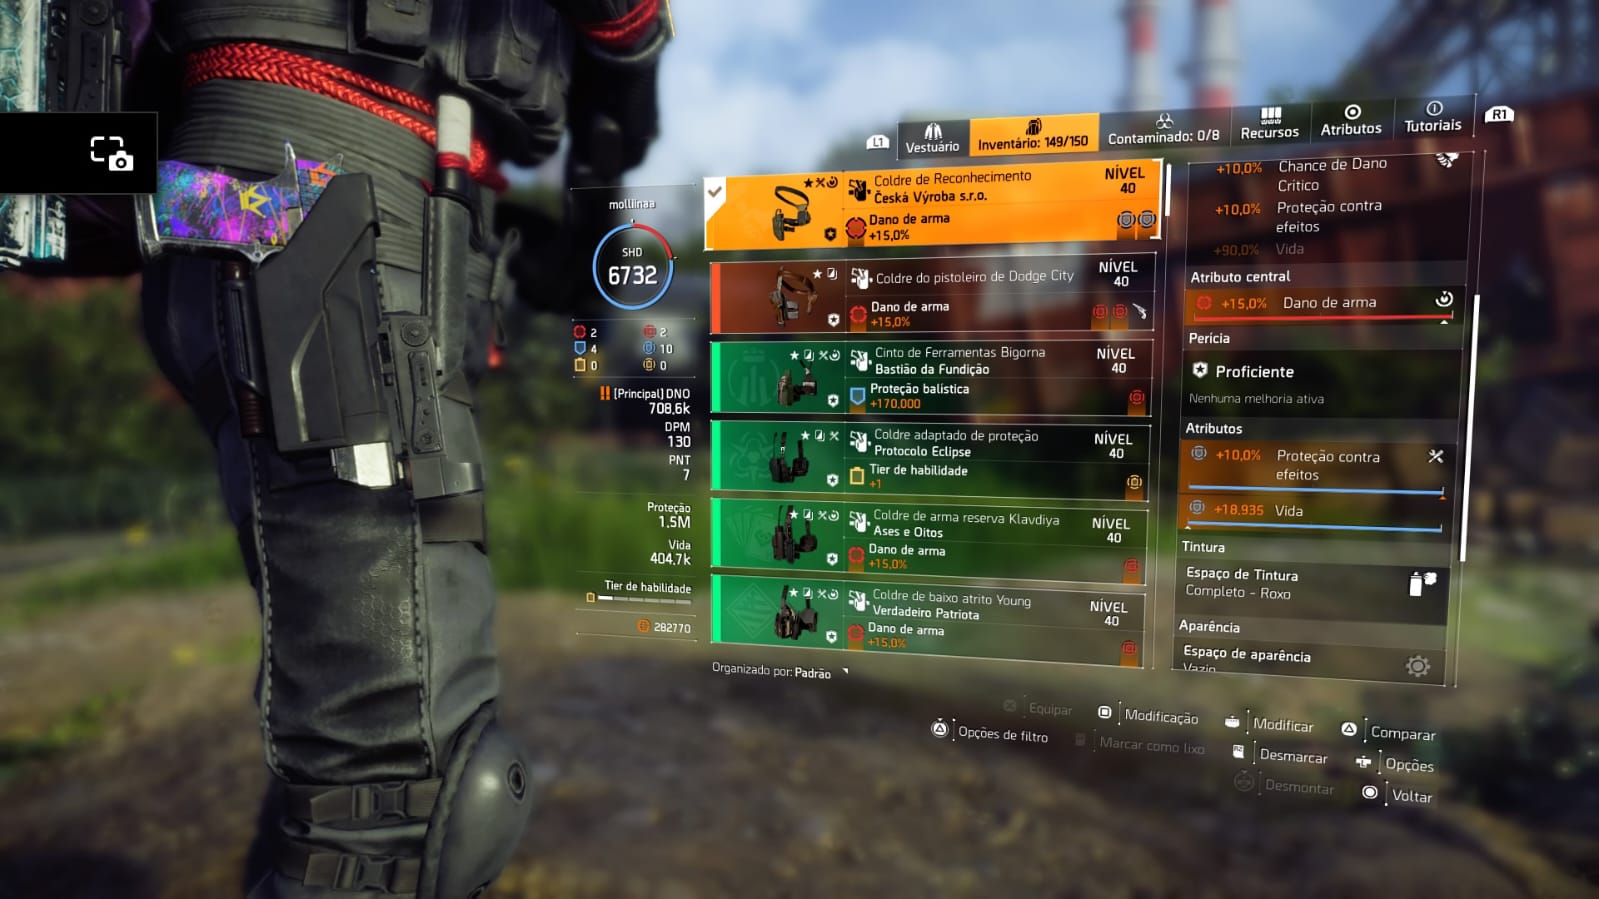 L1
Vestuário
Inventário: 149/150
Contaminado: 0/8
Recursos
Atributos
Tutoriais
R1
molliinaa
SHD
6732
2
2
4
10
0
0
[Principal] DNO
708,6k
DPM
130
PNT
7
Proteção
1.5M
Vida
404,7k
Tier de habilidade
282770
Coldre de Reconhecimento
Česká Výroba s.r.o.
NÍVEL
40
Dano de arma
+15,0%
Coldre do pistoleiro de Dodge City
NÍVEL
40
Dano de arma
+15,0%
Cinto de Ferramentas Bigorna
Bastião da Fundição
NÍVEL
40
Proteção balística
+170,000
Coldre adaptado de proteção
Protocolo Eclipse
NÍVEL
40
Tier de habilidade
+1
Coldre de arma reserva Klavdiya
Ases e Oitos
NÍVEL
40
Dano de arma
+15,0%
Coldre de baixo atrito Young
Verdadeiro Patriota
NÍVEL
40
Dano de arma
+15,0%
Organizado por: Padrão
+10,0% Chance de Dano
Crítico
+10,0% Proteção contra
efeitos
+90,0% Vida
Atributo central
+15,0% Dano de arma
Perícia
Proficiente
Nenhuma melhoria ativa
Atributos
+10,0% Proteção contra
efeitos
+18,935 Vida
Tintura
Espaço de Tintura
Completo - Roxo
Aparência
Espaço de aparência
Vazio
Equipar
Modificação
Modificar
Comparar
Opções de filtro
Marcar como lixo
Desmarcar
Opções
Desmontar
Voltar